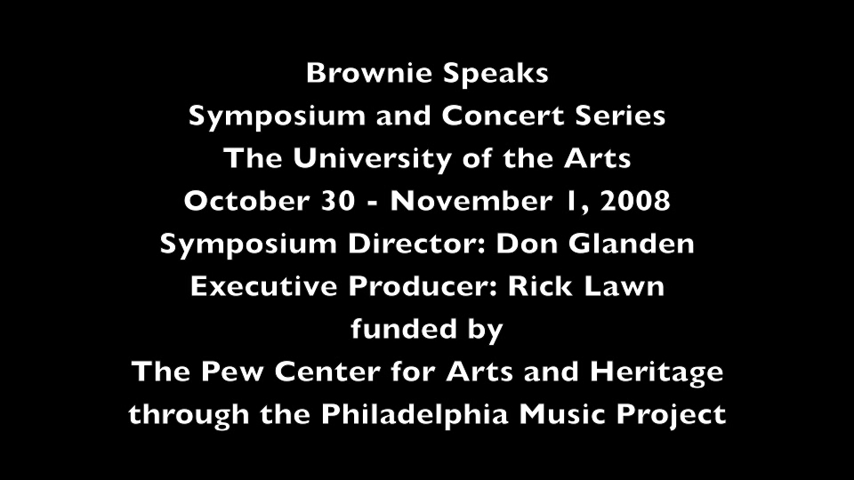 Brownie Speaks
Symposium and Concert Series
The University of the Arts
October 30 - November 1, 2008
Symposium Director: Don Glanden
Executive Producer: Rick Lawn
funded by
The Pew Center for Arts and Heritage
through the Philadelphia Music Project